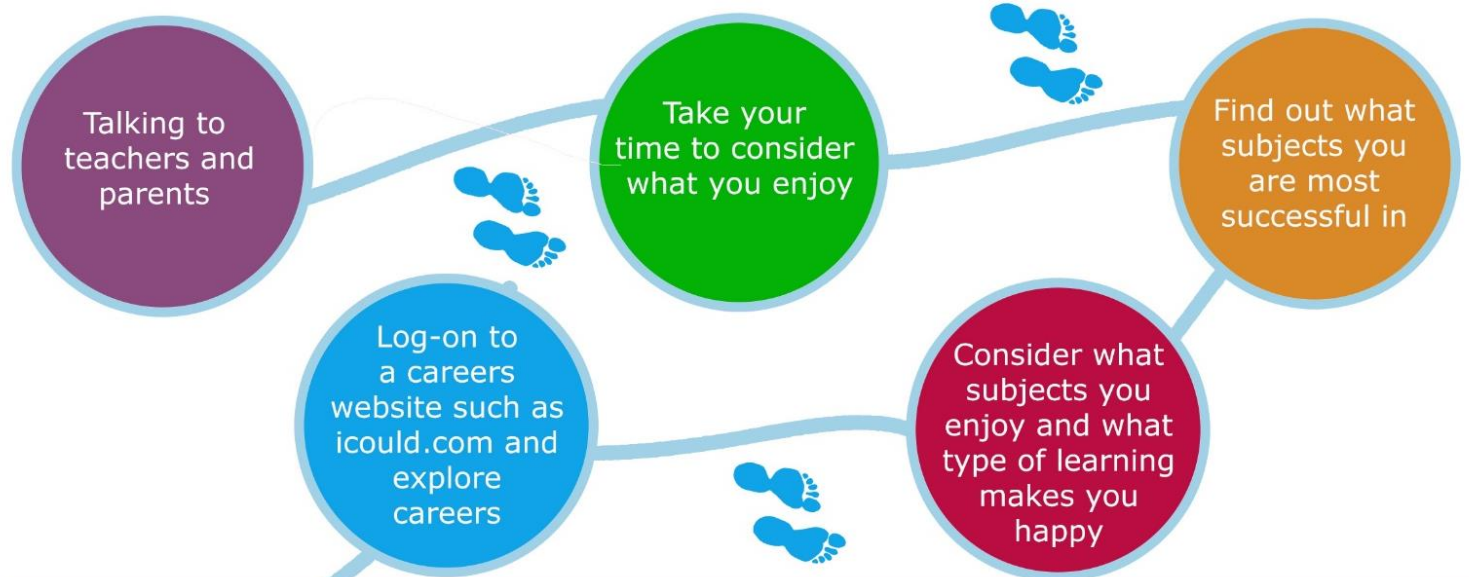 Talking to
teachers and
parents
Take your
time to consider
what you enjoy
Find out what
subjects you
are most
successful in
Consider what
subjects you
enjoy and what
type of learning
makes you
happy
Log-on to
a careers
website such as
icould.com and
explore
careers